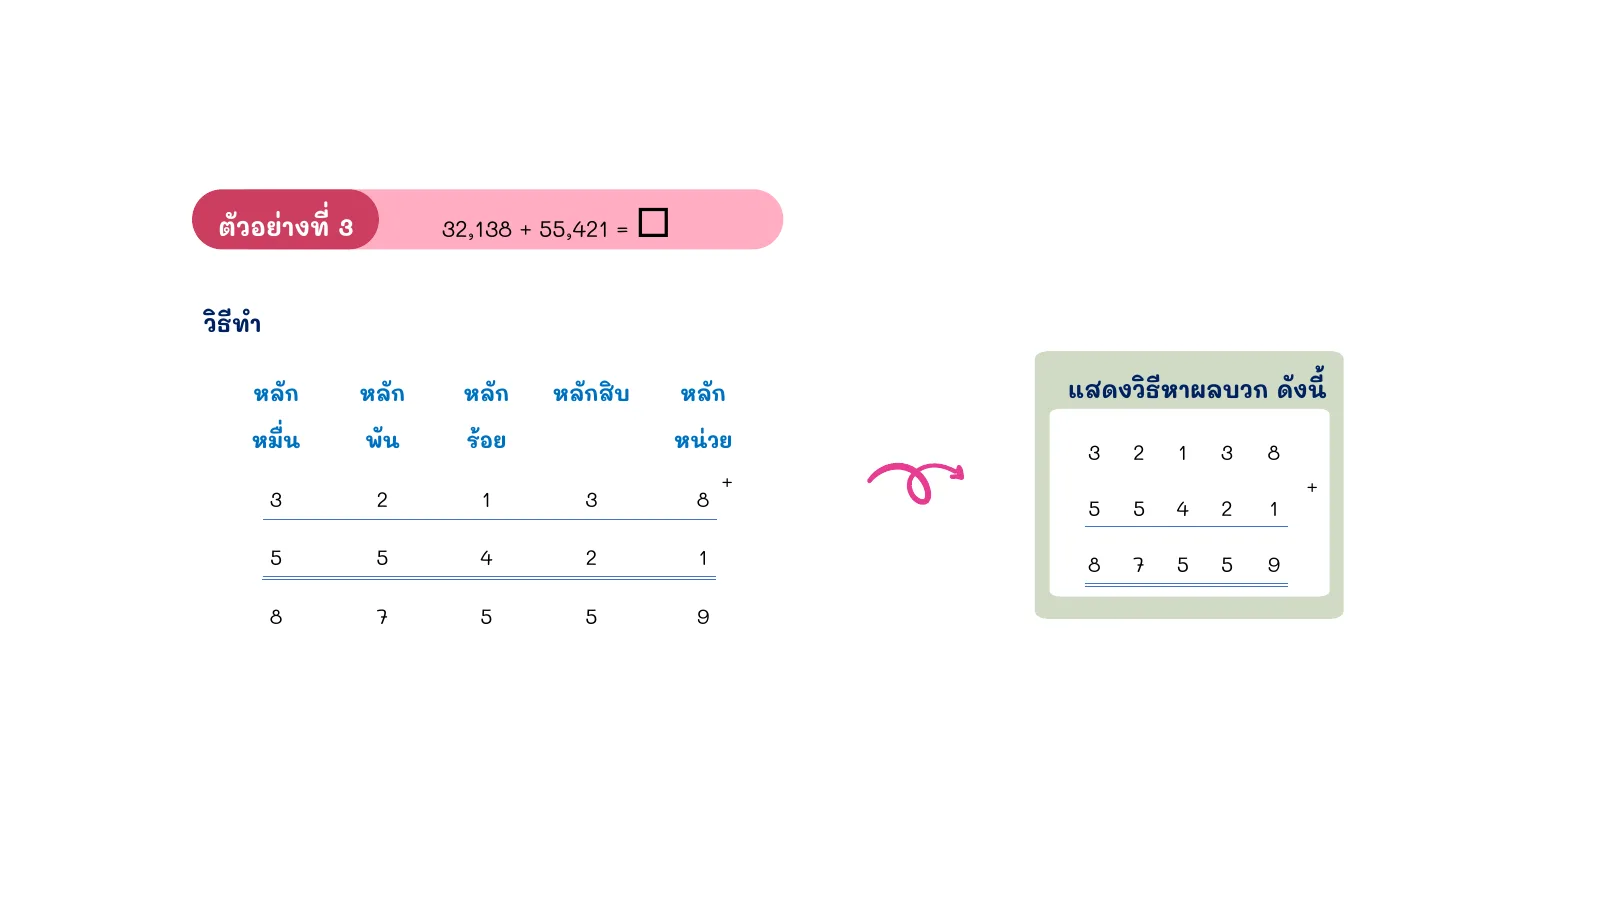 ตัวอย่างที่ 3
32,138 + 55,421 = □
วิธีทำ
หลัก หลัก หลัก หลักสิบ หลัก
หมื่น พัน ร้อย หน่วย
3 2 1 3 8 +
5 5 4 2 1
8 7 5 5 9
แสดงวิธีหาผลบวก ดังนี้
3 2 1 3 8
+
5 5 4 2 1
8 7 5 5 9